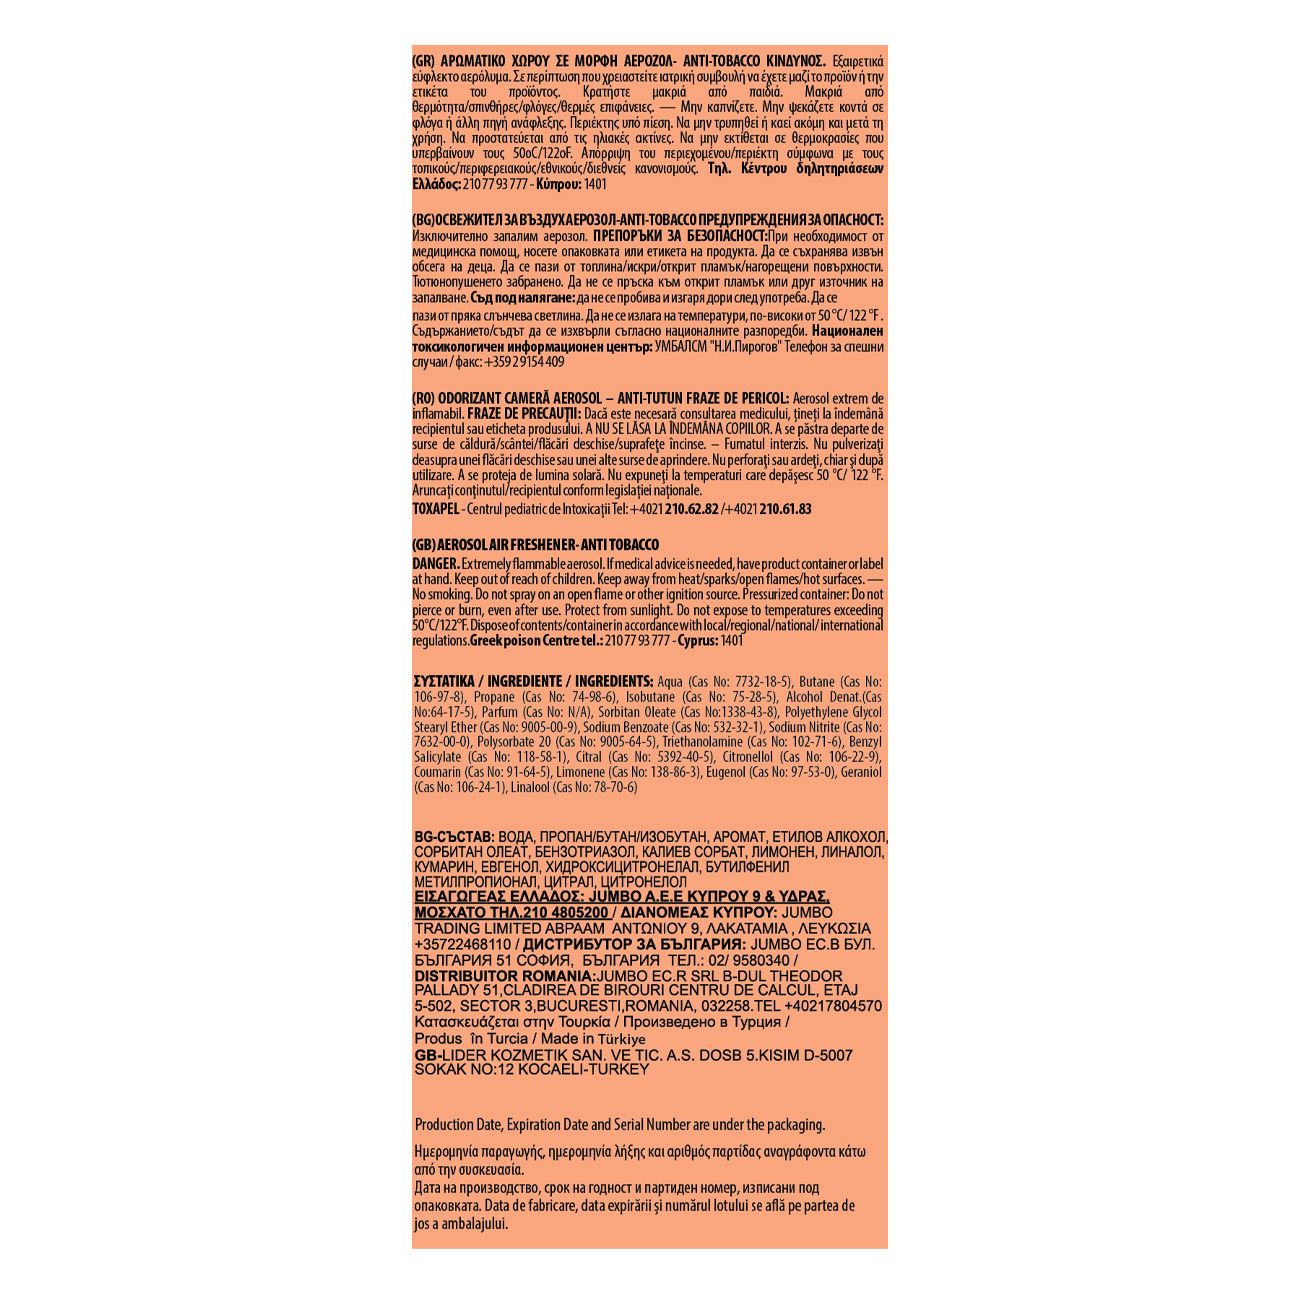 (GR) ΑΡΩΜΑΤΙΚΟ ΧΩΡΟΥ ΣΕ ΜΟΡΦΗ ΑΕΡΟΖΟΛ- ANTI-TOBACCO ΚΙΝΔΥΝΟΣ. Εξαιρετικά
εύφλεκτο αερόλυμα. Σε περίπτωση που χρειαστείτε ιατρική συμβουλή να έχετε μαζί το προϊόν ή την
ετικέτα του προϊόντος. Κρατήστε μακριά από παιδιά. Μακριά από
θερμότητα/σπινθήρες/φλόγες/θερμές επιφάνειες. — Μην καπνίζετε. Μην ψεκάζετε κοντά σε
φλόγα ή άλλη πηγή ανάφλεξης. Περιέκτης υπό πίεση. Να μην τρυπηθεί ή καεί ακόμη και μετά τη
χρήση. Να προστατεύεται από τις ηλιακές ακτίνες. Να μην εκτίθεται σε θερμοκρασίες που
υπερβαίνουν τους 50oC/122oF. Απόρριψη του περιεχομένου/περιέκτη σύμφωνα με τους
τοπικούς/περιφερειακούς/εθνικούς/διεθνείς κανονισμούς. Τηλ. Κέντρου δηλητηριάσεων
Ελλάδος: 210 77 93 777 - Κύπρου: 1401
(BG) ОСВЕЖИТЕЛ ЗА ВЪЗДУХ АЕРОЗОЛ-ANTI-TOBACCO ПРЕДУПРЕЖДЕНИЯ ЗА ОПАСНОСТ:
Изключително запалим аерозол. ПРЕПОРЪКИ ЗА БЕЗОПАСНОСТ:При необходимост от
медицинска помощ, носете опаковката или етикета на продукта. Да се съхранява извън
обсега на деца. Да се пази от топлина/искри/открит пламък/нагорещени повърхности.
Тютюнопушенето забранено. Да не се пръска към открит пламък или друг източник на
запалване. Съд под налягане: да не се пробива и изгаря дори след употреба. Да се
пази от пряка слънчева светлина. Да не се излага на температури, по-високи от 50 °C/ 122 °F .
Съдържанието/съдът да се изхвърли съгласно националните разпоредби. Национален
токсикологичен информационен център: УМБАЛСМ "Н.И.Пирогов" Телефон за спешни
случаи / факс: +359 2 9154 409
(RO) ODORIZANT CAMERĂ AEROSOL – ANTI-TUTUN FRAZE DE PERICOL: Aerosol extrem de
inflamabil. FRAZE DE PRECAUŢII: Dacă este necesară consultarea medicului, ţineţi la îndemână
recipientul sau eticheta produsului. A NU SE LĂSA LA ÎNDEMÂNA COPIILOR. A se păstra departe de
surse de căldură/scântei/flăcări deschise/suprafeţe încinse. – Fumatul interzis. Nu pulverizaţi
deasupra unei flăcări deschise sau unei alte surse de aprindere. Nu perforaţi sau ardeţi, chiar şi după
utilizare. A se proteja de lumina solară. Nu expuneţi la temperaturi care depăşesc 50 °C/ 122 °F.
Aruncaţi conţinutul/recipientul conform legislaţiei naţionale.
TOXAPEL - Centrul pediatric de Intoxicaţii Tel: +4021 210.62.82 /+4021 210.61.83
(GB) AEROSOL AIR FRESHENER- ANTI TOBACCO
DANGER. Extremely flammable aerosol. If medical advice is needed, have product container or label
at hand. Keep out of reach of children. Keep away from heat/sparks/open flames/hot surfaces. —
No smoking. Do not spray on an open flame or other ignition source. Pressurized container: Do not
pierce or burn, even after use. Protect from sunlight. Do not expose to temperatures exceeding
50°C/122°F. Dispose of contents/container in accordance with local/regional/national/ international
regulations.Greek poison Centre tel.: 210 77 93 777 - Cyprus: 1401
ΣΥΣΤΑΤΙΚΑ / INGREDIENTE / INGREDIENTS: Aqua (Cas No: 7732-18-5), Butane (Cas No:
106-97-8), Propane (Cas No: 74-98-6), Isobutane (Cas No: 75-28-5), Alcohol Denat.(Cas
No:64-17-5), Parfum (Cas No: N/A), Sorbitan Oleate (Cas No:1338-43-8), Polyethylene Glycol
Stearyl Ether (Cas No: 9005-00-9), Sodium Benzoate (Cas No: 532-32-1), Sodium Nitrite (Cas No:
7632-00-0), Polysorbate 20 (Cas No: 9005-64-5), Triethanolamine (Cas No: 102-71-6), Benzyl
Salicylate (Cas No: 118-58-1), Citral (Cas No: 5392-40-5), Citronellol (Cas No: 106-22-9),
Coumarin (Cas No: 91-64-5), Limonene (Cas No: 138-86-3), Eugenol (Cas No: 97-53-0), Geraniol
(Cas No: 106-24-1), Linalool (Cas No: 78-70-6)
BG-СЪСТАВ: ВОДА, ПРОПАН/БУТАН/ИЗОБУТАН, АРОМАТ, ЕТИЛОВ АЛКОХОЛ,
СОРБИТАН ОЛЕАТ, БЕНЗОТРИАЗОЛ, КАЛИЕВ СОРБАТ, ЛИМОНЕН, ЛИНАЛОЛ,
КУМАРИН, ЕВГЕНОЛ, ХИДРОКСИЦИТРОНЕЛАЛ, БУТИЛФЕНИЛ
МЕТИЛПРОПИОНАЛ, ЦИТРАЛ, ЦИТРОНЕЛОЛ
ΕΙΣΑΓΩΓΕΑΣ ΕΛΛΑΔΟΣ: JUMBO Α.Ε.Ε ΚΥΠΡΟΥ 9 & ΥΔΡΑΣ,
ΜΟΣΧΑΤΟ ΤΗΛ.210 4805200 / ΔΙΑΝΟΜΕΑΣ ΚΥΠΡΟΥ: JUMBO
TRADING LIMITED ΑΒΡΑΑΜ ΑΝΤΩΝΙΟΥ 9, ΛΑΚΑΤΑΜΙΑ , ΛΕΥΚΩΣΙΑ
+35722468110 / ДИСТРИБУТОР ЗА БЪЛГАРИЯ: JUMBO EC.B БУЛ.
БЪЛГАРИЯ 51 СОФИЯ, БЪЛГАРИЯ ТЕЛ.: 02/ 9580340 /
DISTRIBUITOR ROMANIA:JUMBO EC.R SRL B-DUL THEODOR
PALLADY 51,CLADIREA DE BIROURI CENTRU DE CALCUL, ETAJ
5-502, SECTOR 3,BUCURESTI,ROMANIA, 032258.TEL +40217804570
Κατασκευάζεται στην Τουρκία / Произведено в Турция /
Produs în Turcia / Made in Türkiye
GB-LIDER KOZMETIK SAN. VE TIC. A.S. DOSB 5.KISIM D-5007
SOKAK NO:12 KOCAELI-TURKEY
Production Date, Expiration Date and Serial Number are under the packaging.
Ημερομηνία παραγωγής, ημερομηνία λήξης και αριθμός παρτίδας αναγράφοντα κάτω
από την συσκευασία.
Дата на производство, срок на годност и партиден номер, изписани под
опаковката. Data de fabricare, data expirării şi numărul lotului se află pe partea de
jos a ambalajului.